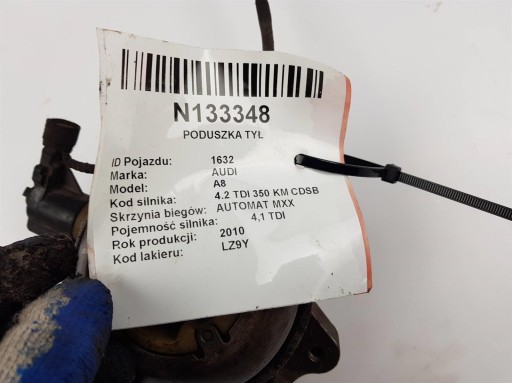 N133348
PODUSZKA TYŁ
ID Pojazdu: 1632
Marka: AUDI
Model: A8
Kod silnika: 4.2 TDI 350 KM CDSB
Skrzynia biegów: AUTOMAT MXX
Pojemność silnika: 4,1 TDI
Rok produkcji: 2010
Kod lakieru: LZ9Y